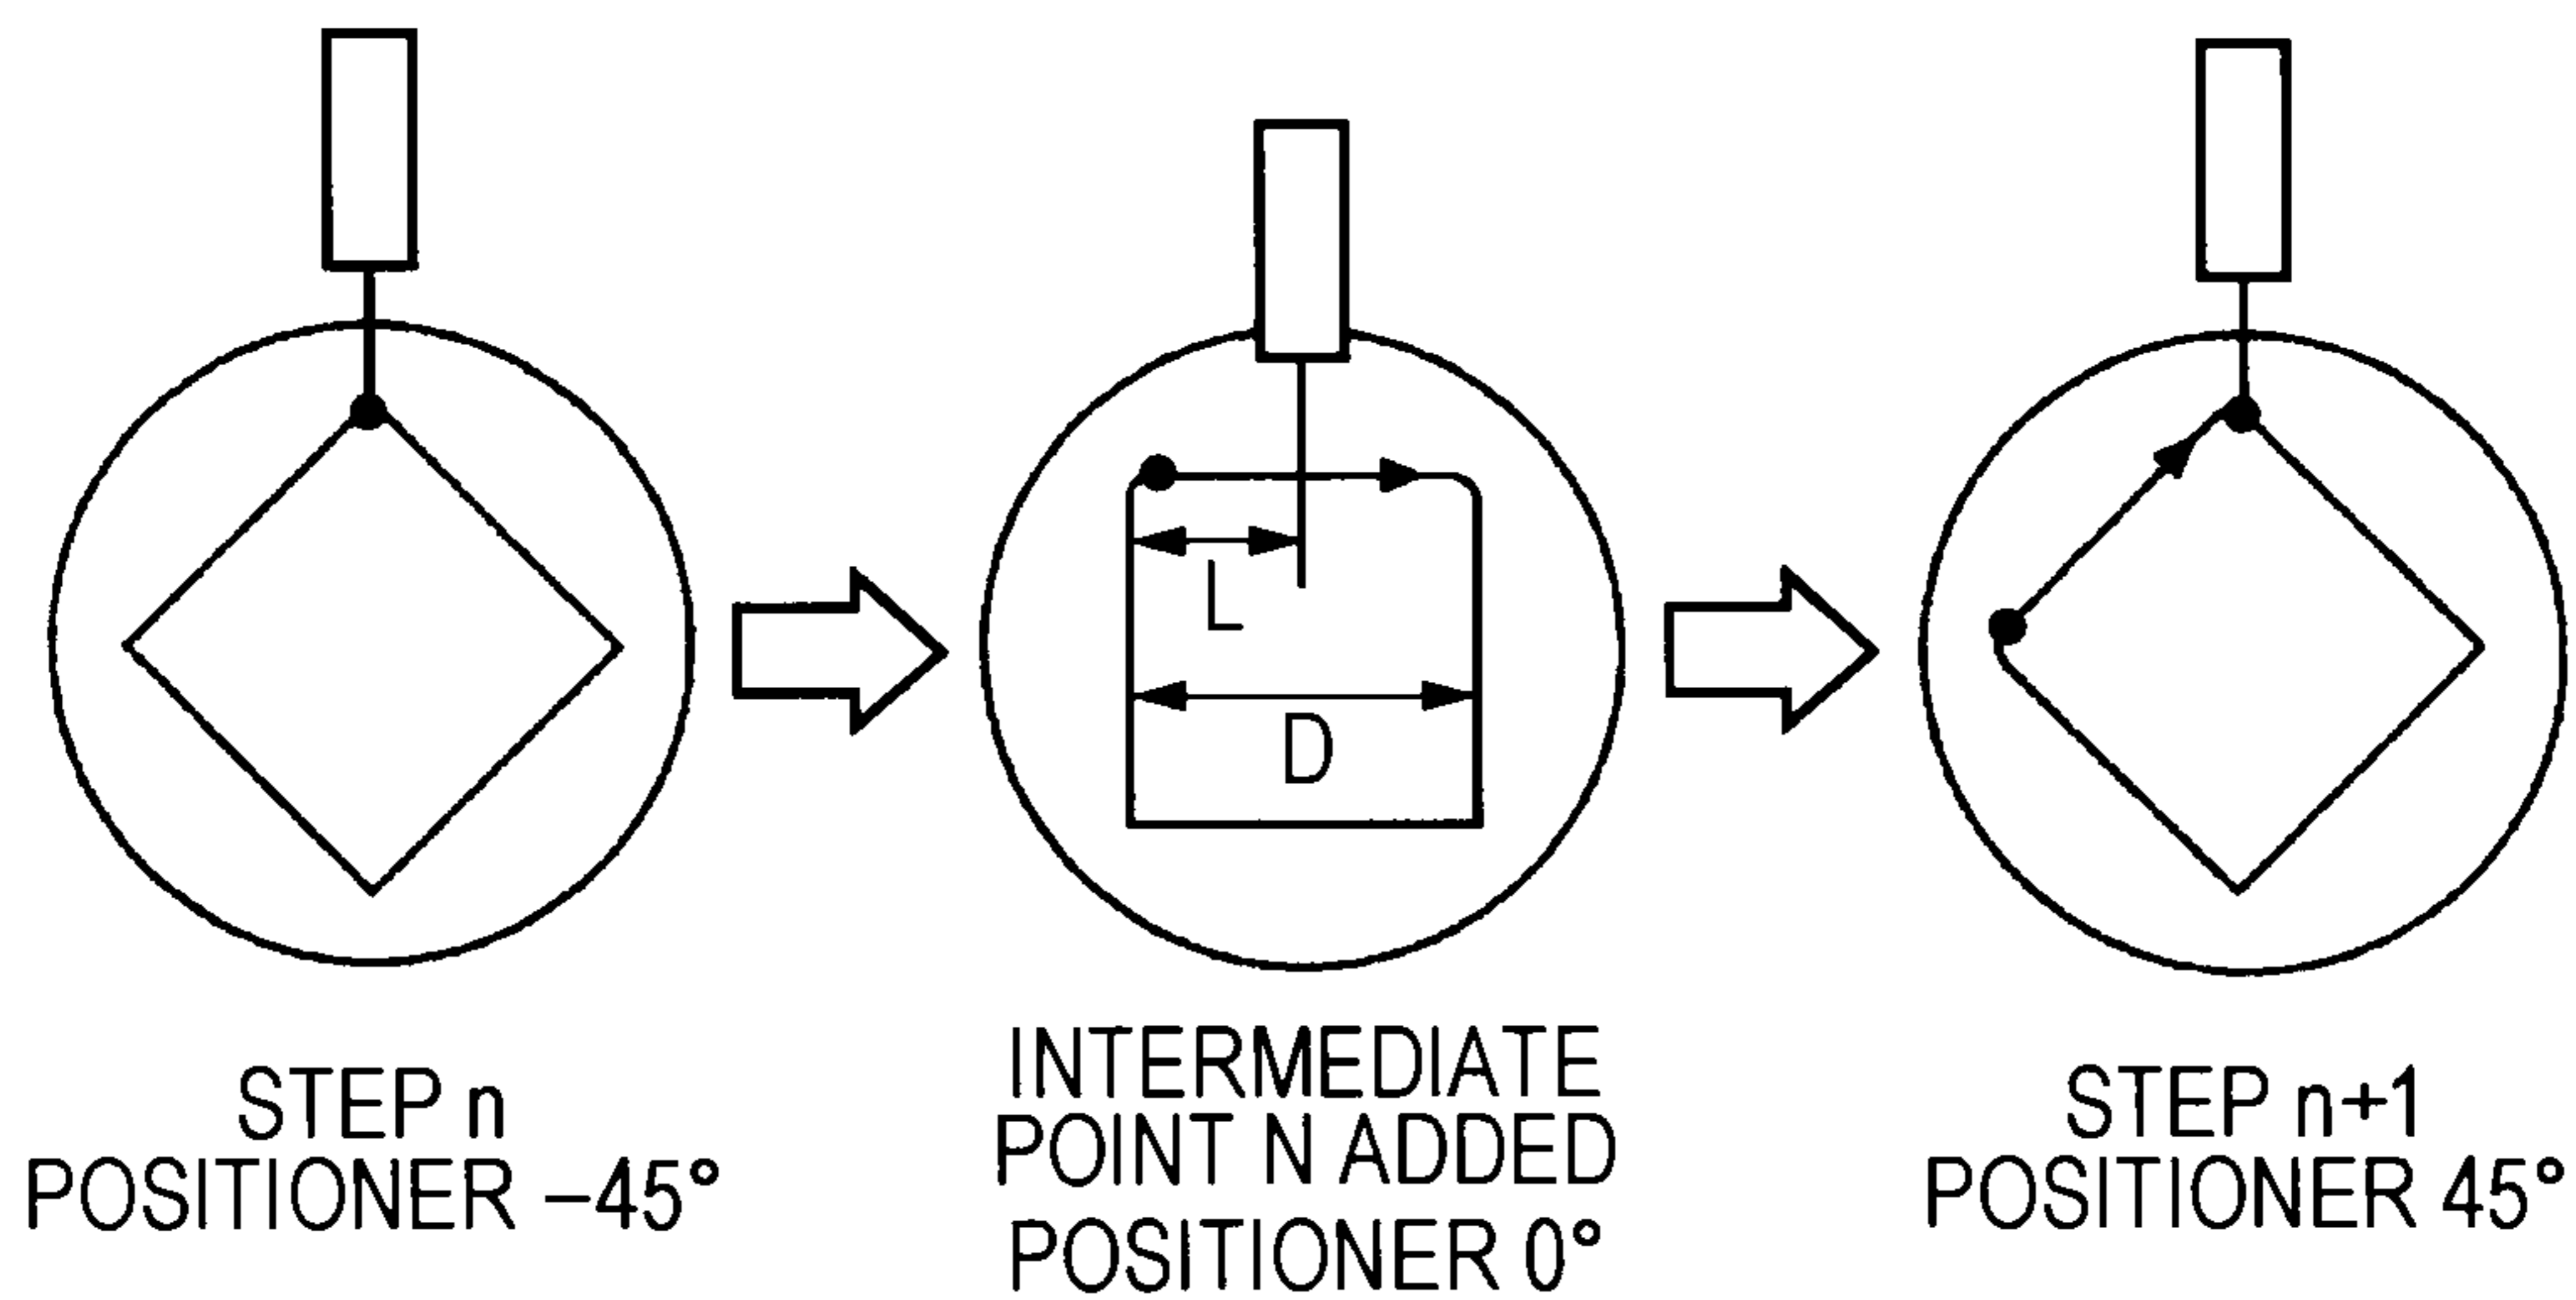 L
D
STEP n
POSITIONER –45°
INTERMEDIATE
POINT N ADDED
POSITIONER 0°
STEP n+1
POSITIONER 45°